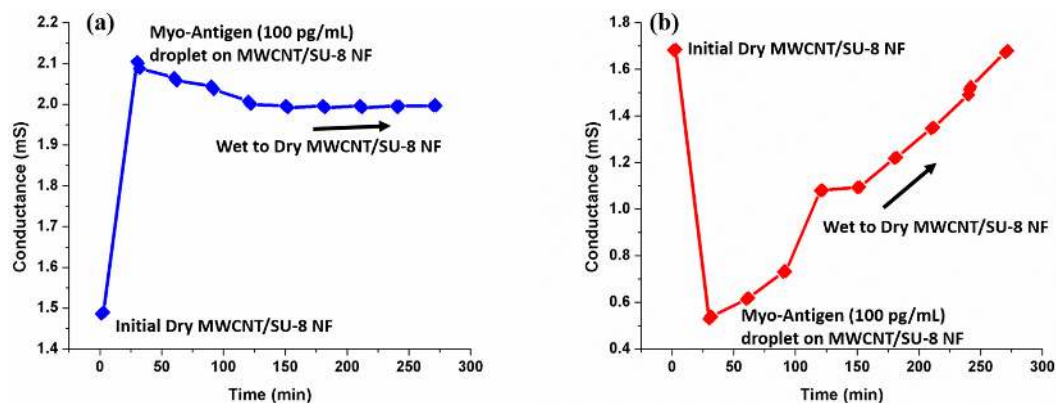 (a)
2.2
2.1
2.0
1.9
1.8
1.7
1.6
1.5
1.4
Conductance (mS)
Myo-Antigen (100 pg/mL)
droplet on MWCNT/SU-8 NF
Wet to Dry MWCNT/SU-8 NF
Initial Dry MWCNT/SU-8 NF
0 50 100 150 200 250 300
Time (min)
(b)
1.8
1.6
1.4
1.2
1.0
0.8
0.6
0.4
Conductance (mS)
Initial Dry MWCNT/SU-8 NF
Wet to Dry MWCNT/SU-8 NF
Myo-Antigen (100 pg/mL)
droplet on MWCNT/SU-8 NF
0 50 100 150 200 250 300
Time (min)